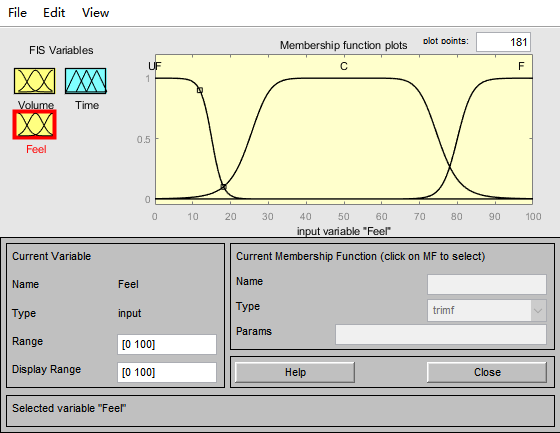 File Edit View
FIS Variables
Volume Time
Feel
Membership function plots plot points: 181
UF C F
1
0.5
0
0 10 20 30 40 50 60 70 80 90 100
input variable "Feel"
Current Variable
Name Feel
Type input
Range [0 100]
Display Range [0 100]
Current Membership Function (click on MF to select)
Name
Type trimf
Params
Help Close
Selected variable "Feel"